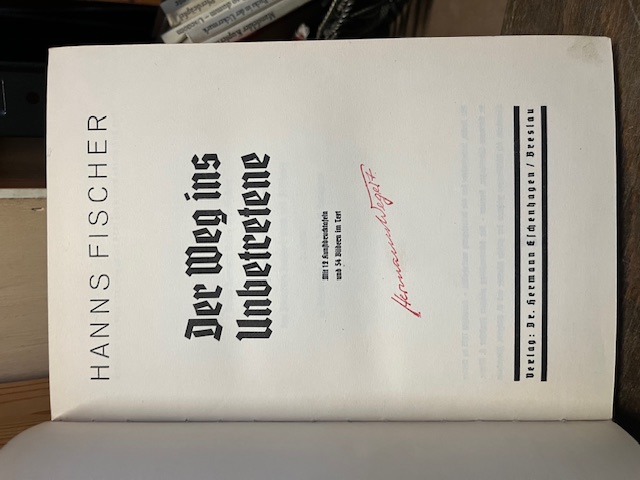 HANNS FISCHER
Der Weg ins
Unbetretene
Mit 12 Kunstdrucktafeln
und 54 Bildern im Text
Verlag: Dr. Hermann Eschenhagen / Breslau